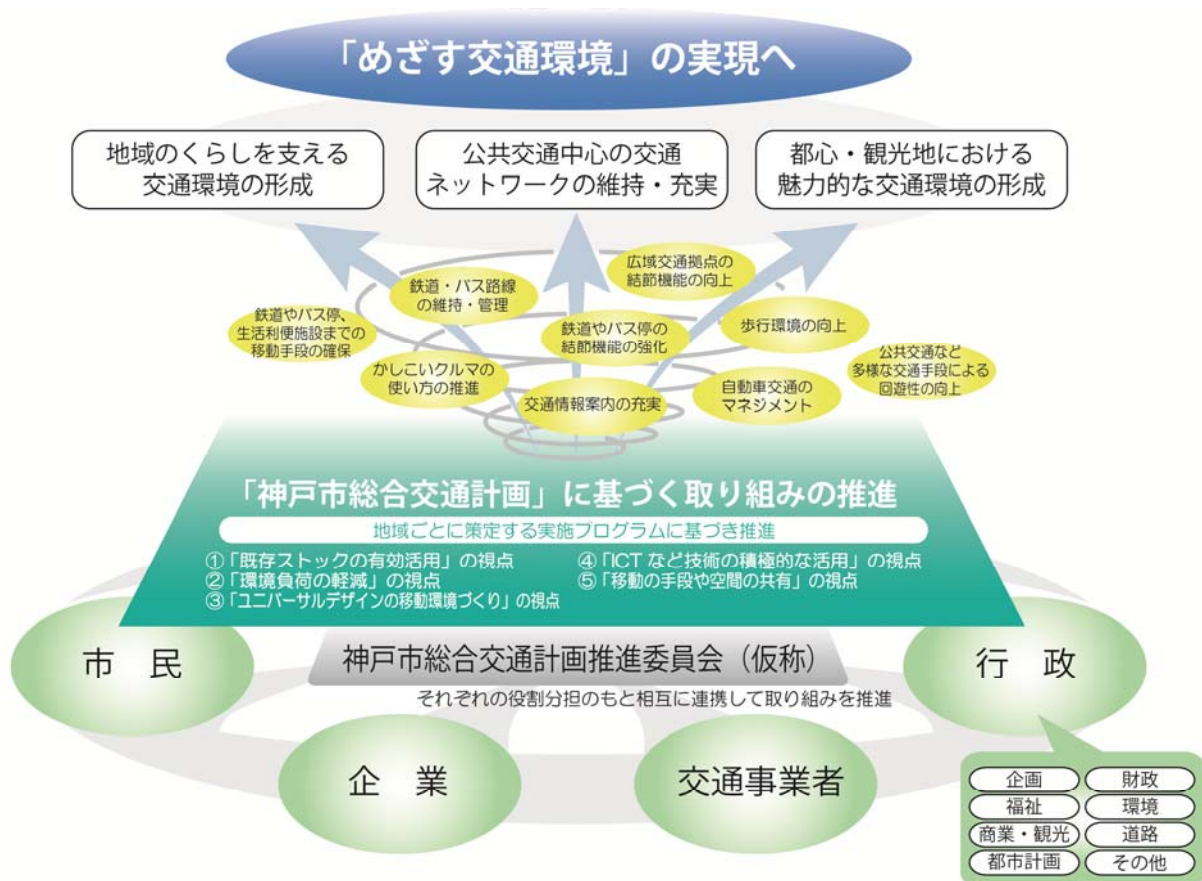 「めざす交通環境」の実現へ
地域のくらしを支える
交通環境の形成
公共交通中心の交通
ネットワークの維持・充実
都心・観光地における
魅力的な交通環境の形成
広域交通拠点の
結節機能の向上
鉄道・バス路線
の維持・管理
鉄道やバス停、
生活利便施設までの
移動手段の確保
鉄道やバス停の
結節機能の強化
歩行環境の向上
かしこいクルマの
使い方の推進
公共交通など
多様な交通手段による
回遊性の向上
交通情報案内の充実
自動車交通の
マネジメント
「神戸市総合交通計画」に基づく取り組みの推進
地域ごとに策定する実施プログラムに基づき推進
①「既存ストックの有効活用」の視点
②「環境負荷の軽減」の視点
③「ユニバーサルデザインの移動環境づくり」の視点
④「ICTなど技術の積極的な活用」の視点
⑤「移動の手段や空間の共有」の視点
市　民
神戸市総合交通計画推進委員会（仮称）
行　政
それぞれの役割分担のもと相互に連携して取り組みを推進
企　業
交通事業者
企画
財政
福祉
環境
商業・観光
道路
都市計画
その他